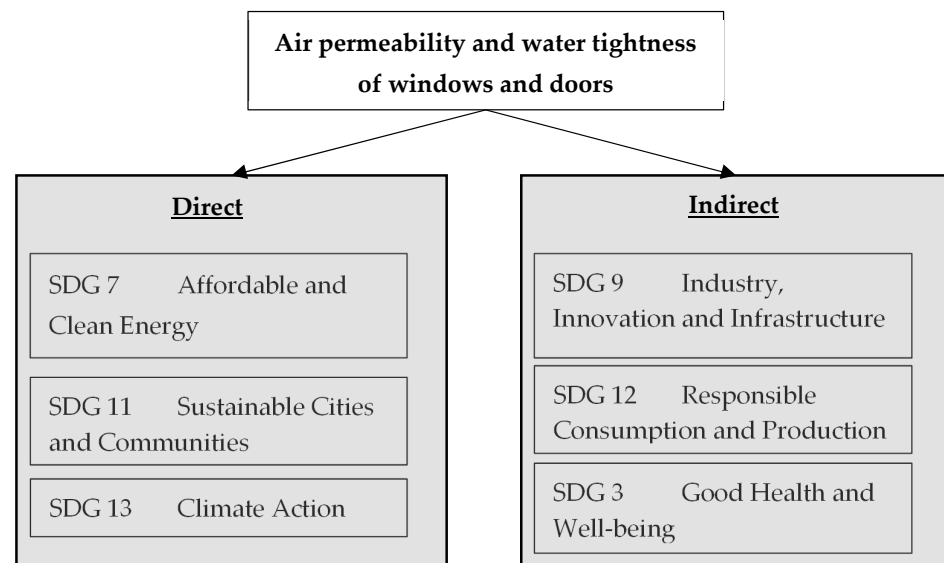 Air permeability and water tightness
of windows and doors
Direct
SDG 7 Affordable and
Clean Energy
SDG 11 Sustainable Cities
and Communities
SDG 13 Climate Action
Indirect
SDG 9 Industry,
Innovation and Infrastructure
SDG 12 Responsible
Consumption and Production
SDG 3 Good Health and
Well-being